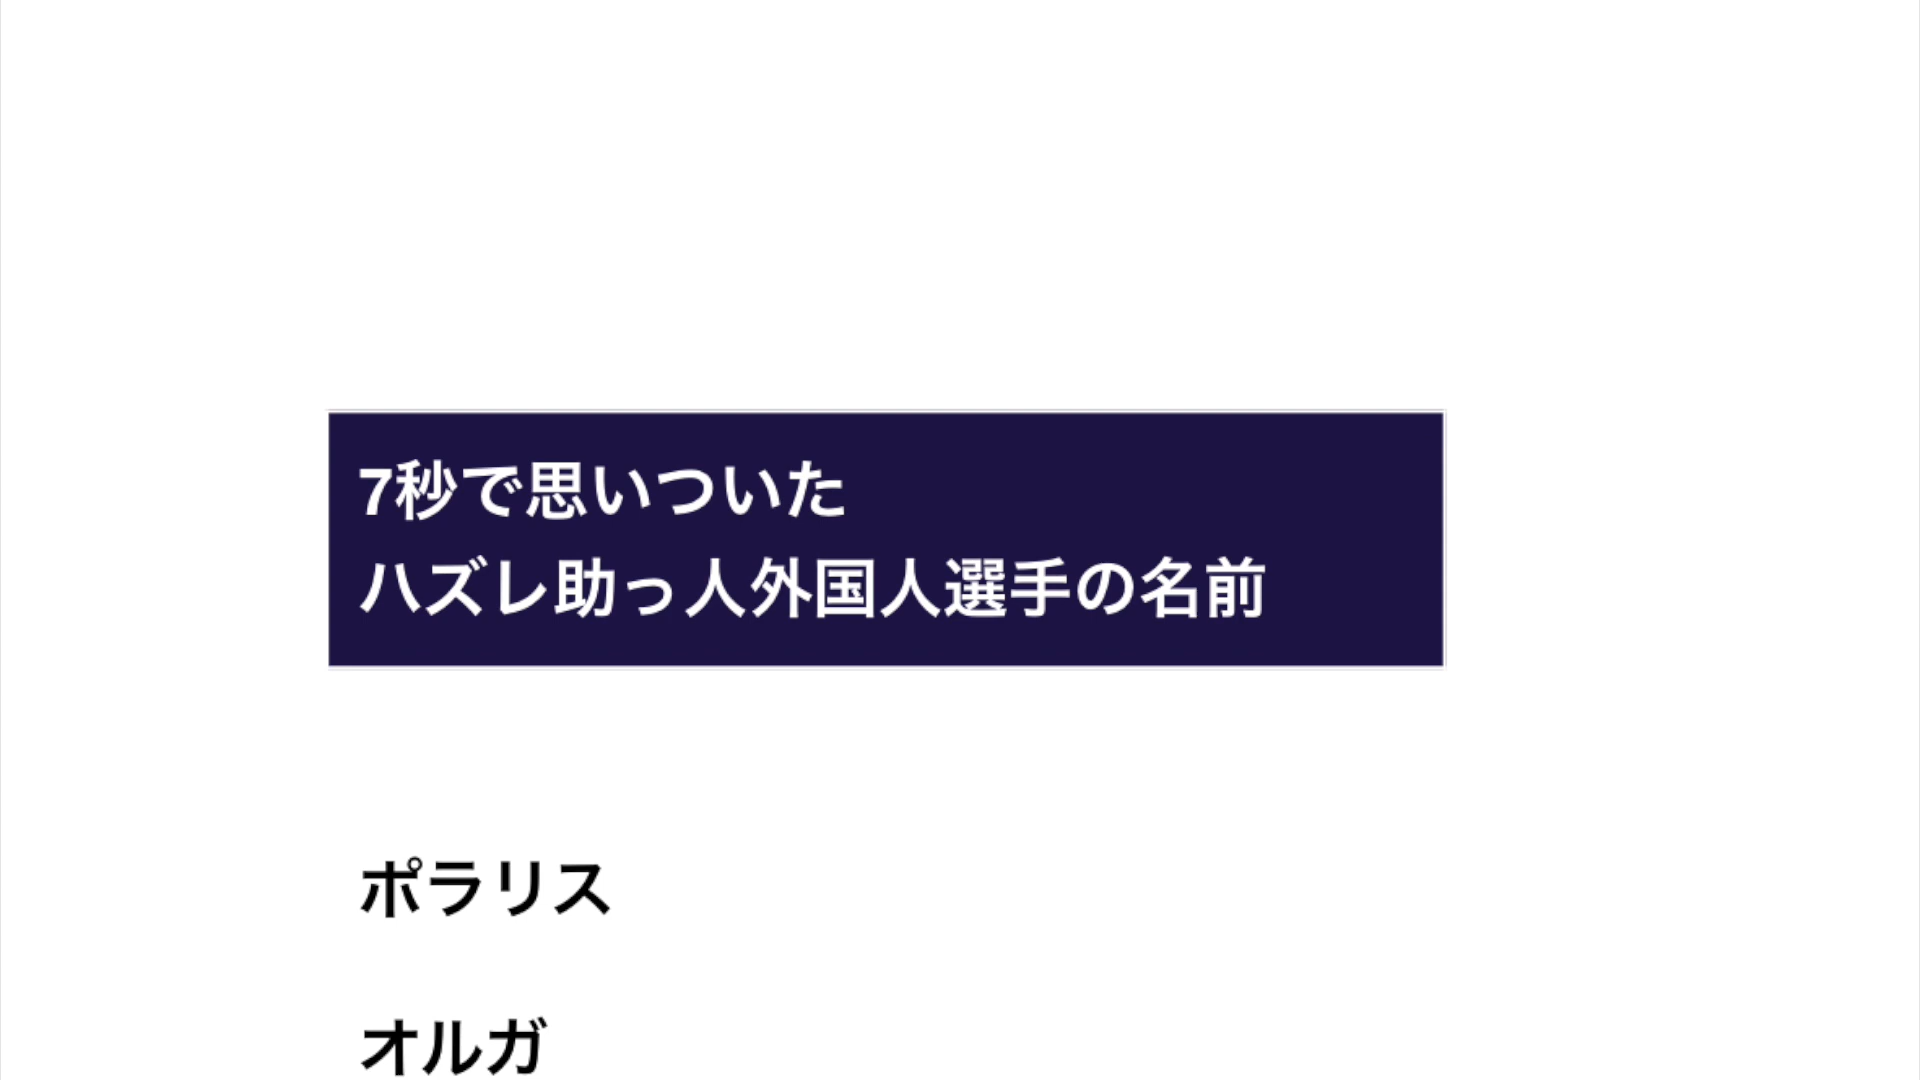 7秒で思いついた
ハズレ助っ人外国人選手の名前
ポラリス
オルガ